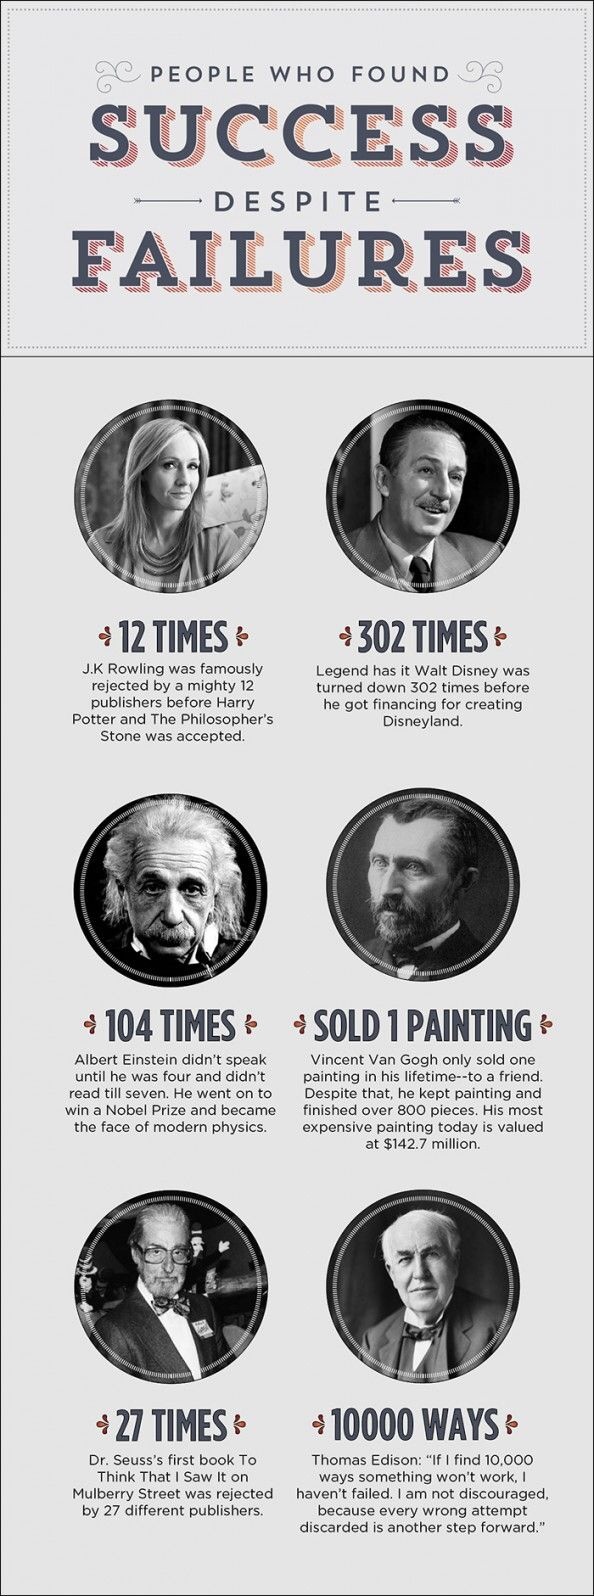 PEOPLE WHO FOUND
SUCCESS
DESPITE
FAILURES
12 TIMES
J.K Rowling was famously
rejected by a mighty 12
publishers before Harry
Potter and The Philosopher's
Stone was accepted.
302 TIMES
Legend has it Walt Disney was
turned down 302 times before
he got financing for creating
Disneyland.
104 TIMES
Albert Einstein didn't speak
until he was four and didn't
read till seven. He went on to
win a Nobel Prize and became
the face of modern physics.
SOLD 1 PAINTING
Vincent Van Gogh only sold one
painting in his lifetime--to a friend.
Despite that, he kept painting and
finished over 800 pieces. His most
expensive painting today is valued
at $142.7 million.
27 TIMES
Dr. Seuss's first book To
Think That I Saw It on
Mulberry Street was rejected
by 27 different publishers.
10000 WAYS
Thomas Edison: “If I find 10,000
ways something won't work, I
haven't failed. I am not discouraged,
because every wrong attempt
discarded is another step forward.”